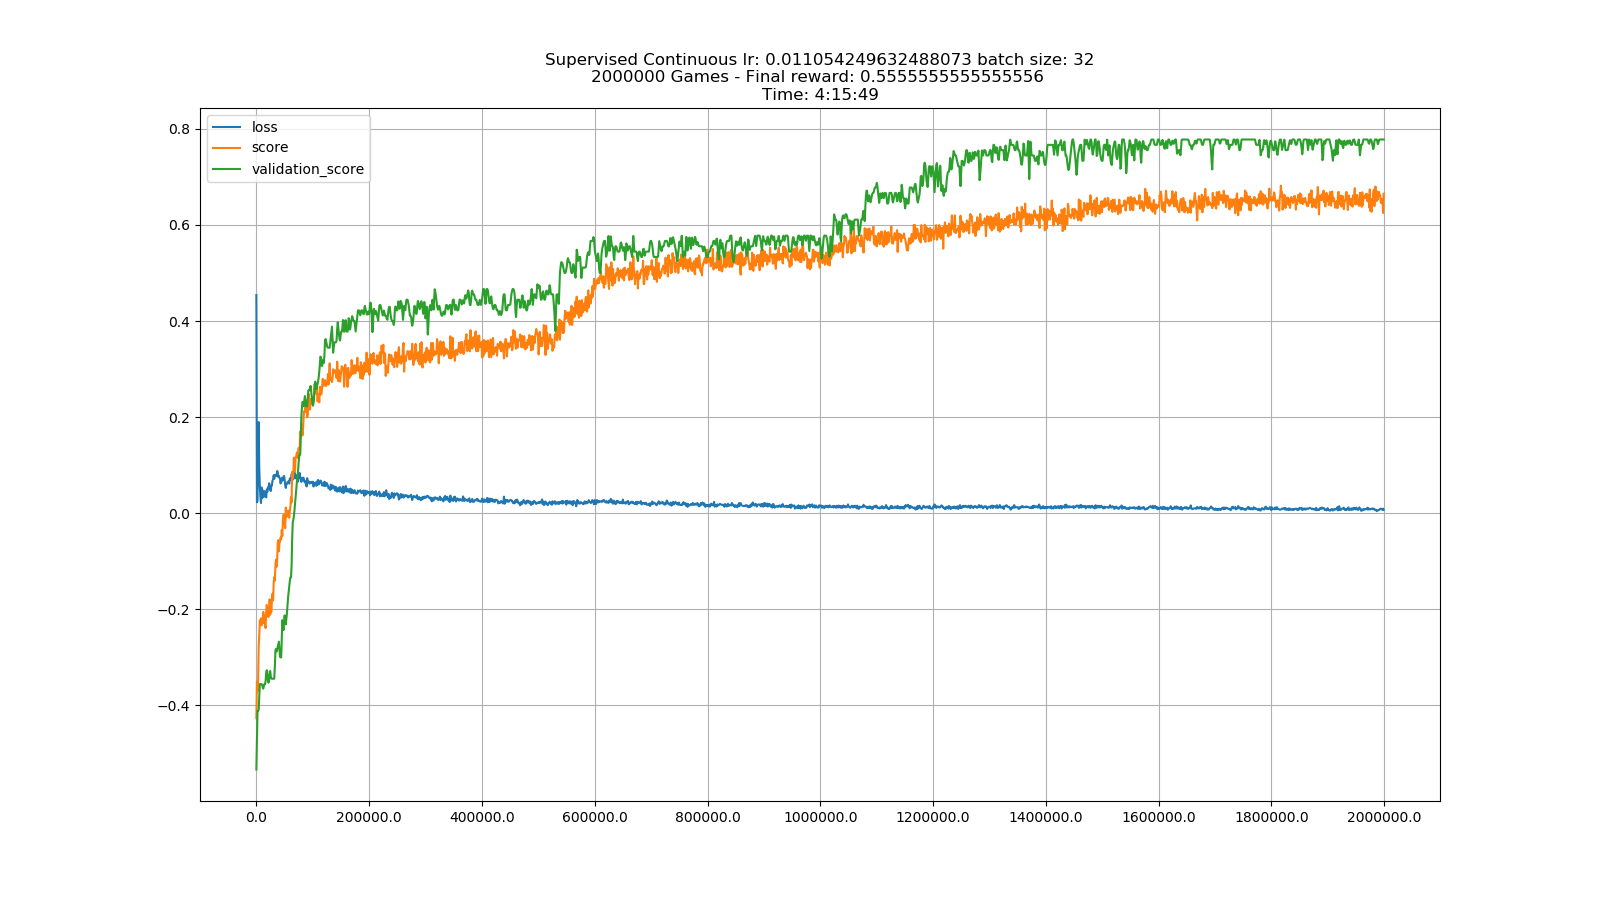 Supervised Continuous lr: 0.011054249632488073 batch size: 32
2000000 Games - Final reward: 0.5555555555555556
Time: 4:15:49
loss
score
validation_score
0.8
0.6
0.4
0.2
0.0
−0.2
−0.4
0.0 200000.0 400000.0 600000.0 800000.0 1000000.0 1200000.0 1400000.0 1600000.0 1800000.0 2000000.0